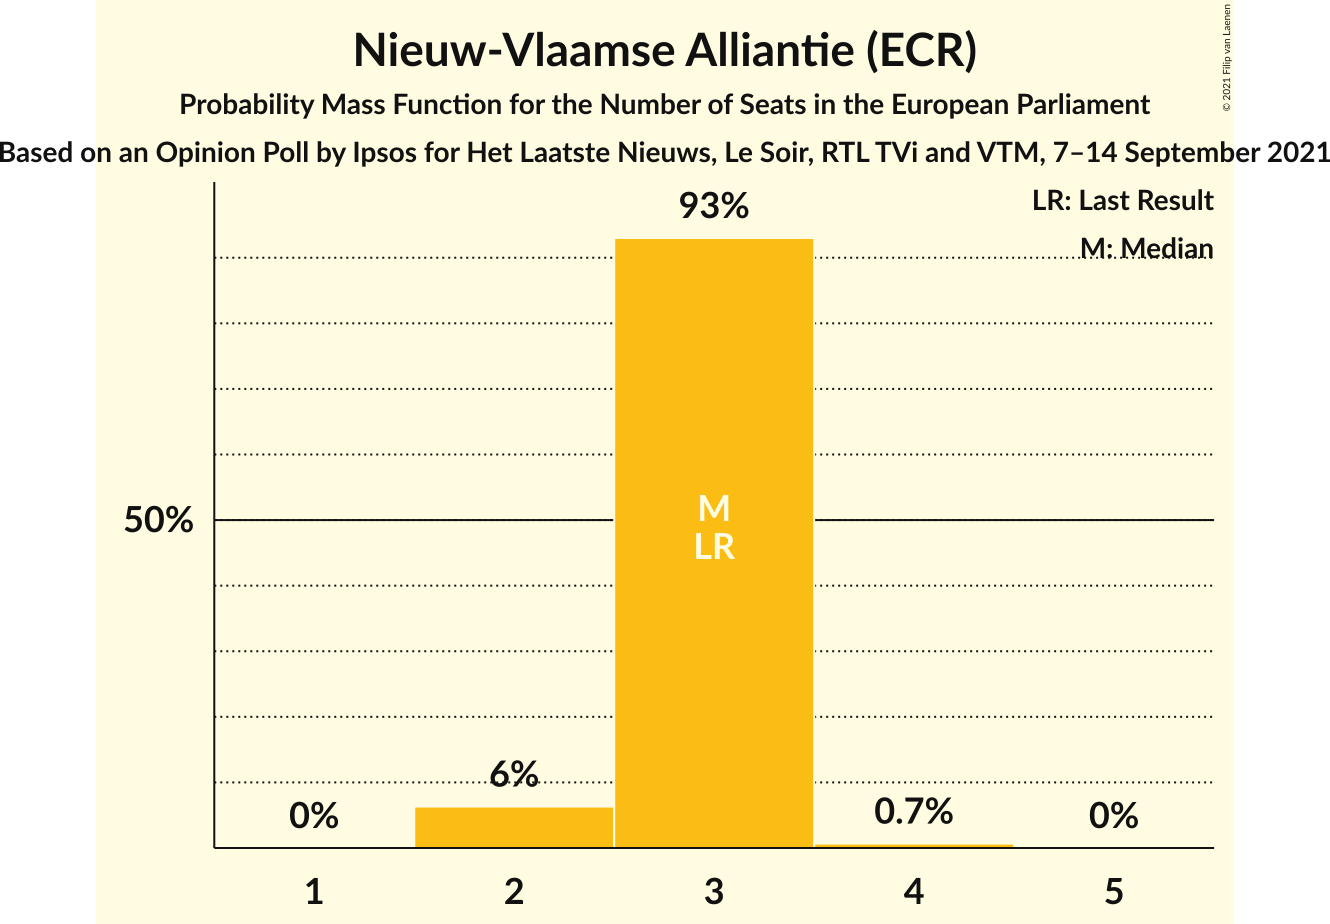 Nieuw-Vlaamse Alliantie (ECR)
Probability Mass Function for the Number of Seats in the European Parliament
Based on an Opinion Poll by Ipsos for Het Laatste Nieuws, Le Soir, RTL TVi and VTM, 7–14 September 2021
© 2021 Filip van Laenen
LR: Last Result
M: Median
93%
50%
M
LR
6%
0%
0.7%
0%
1 2 3 4 5